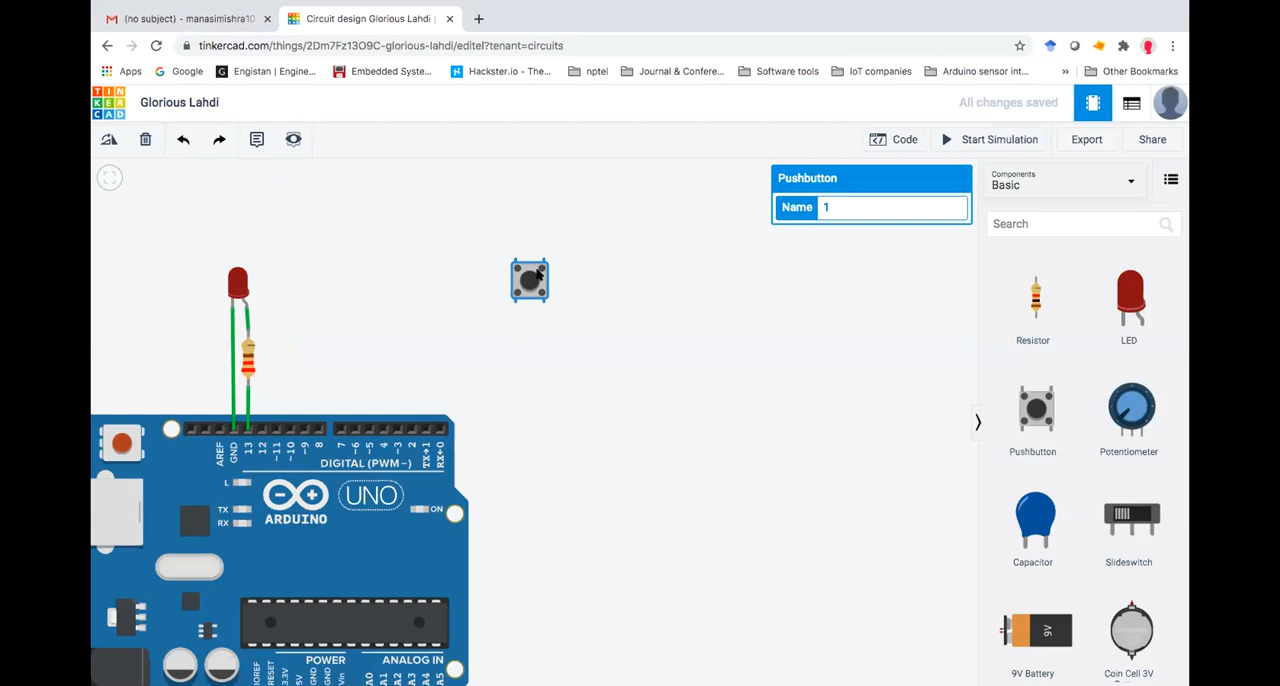 (no subject) - manasimishra10
Circuit design Glorious Lahdi |
tinkercad.com/things/2Dm7Fz13O9C-glorious-lahdi/editel?tenant=circuits
Apps
Google
Engistan | Engine...
Embedded Syste...
Hackster.io - The...
nptel
Journal & Confere...
Software tools
IoT companies
Arduino sensor int...
»
Other Bookmarks
TIN
KER
CAD
Glorious Lahdi
All changes saved
Code
Start Simulation
Export
Share
Pushbutton
Name 1
Components
Basic
Search
Resistor
LED
Pushbutton
Potentiometer
Capacitor
Slideswitch
9V
9V Battery
Coin Cell 3V
AREF
GND
13
12
~11
~10
~9
8
7
~6
~5
~4
~3
2
TX→1
RX←0
DIGITAL (PWM~)
L
TX
RX
ARDUINO
UNO
ON
POWER
ANALOG IN
IOREF
RESET
3.3V
5V
GND
GND
Vin
A0
A1
A2
A3
A4
A5